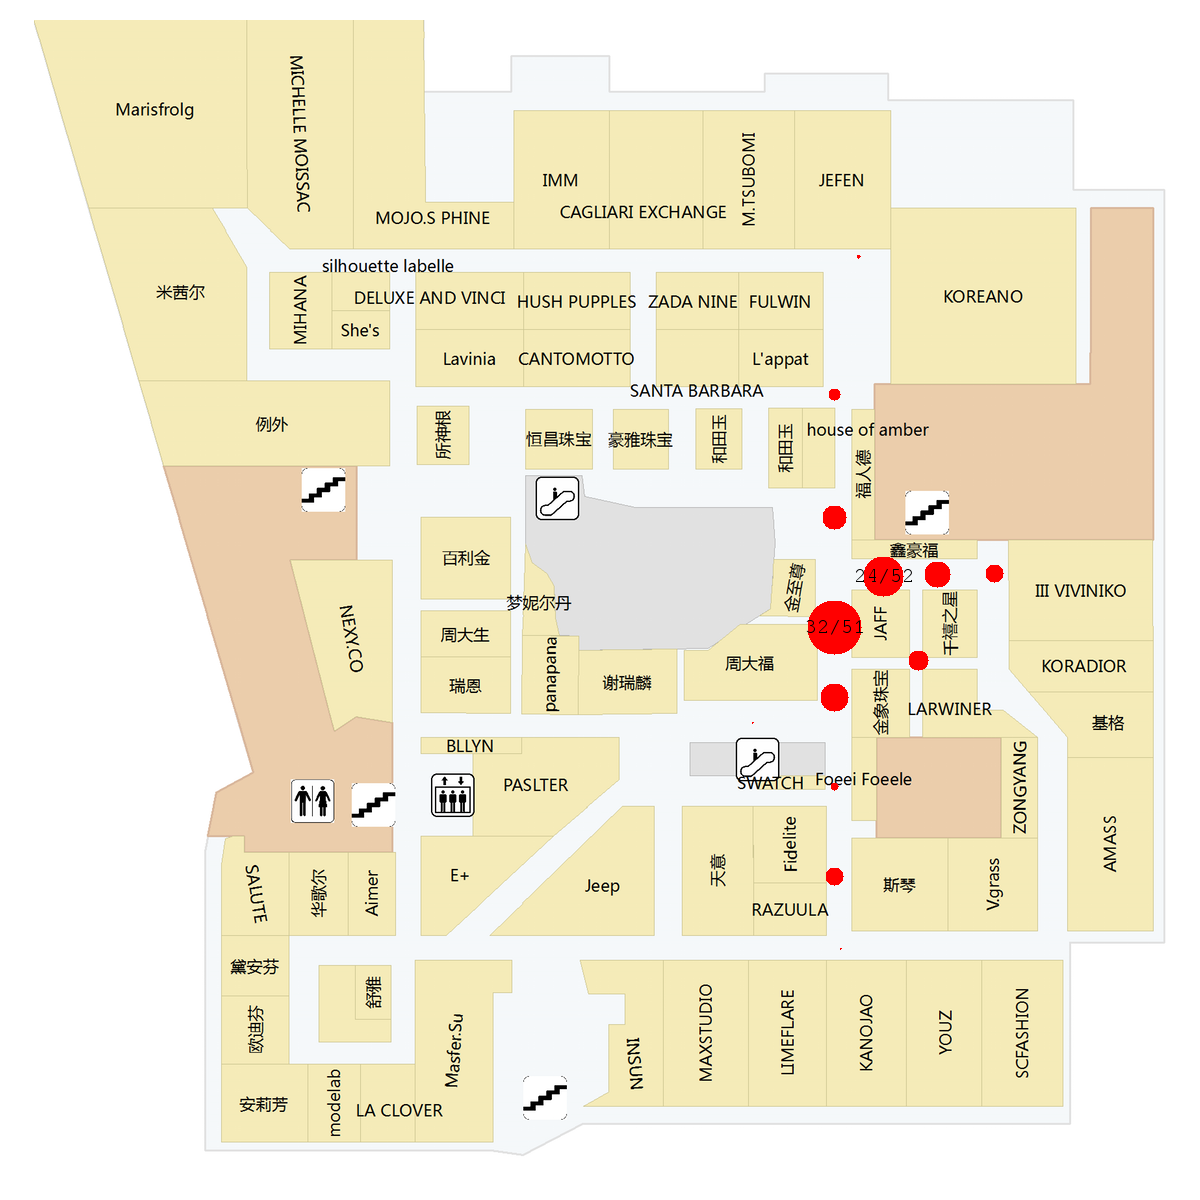 Marisfrolg
MICHELLE MOISSAC
MOJO.S PHINE
IMM
CAGLIARI EXCHANGE
M.TSUBOMI
JEFEN
米茜尔
silhouette labelle
MIHANA
DELUXE AND VINCI
HUSH PUPPLES
ZADA NINE
FULWIN
KOREANO
She's
Lavinia
CANTOMOTTO
L'appat
SANTA BARBARA
例外
所神根
恒昌珠宝
豪雅珠宝
和田玉
和田玉
house of amber
福人德
鑫豪福
百利金
金至尊
24/52
III VIVINIKO
梦妮尔丹
NEXY.CO
周大生
32/51
JAFF
千禧之星
瑞恩
panapana
谢瑞麟
周大福
KORADIOR
金象珠宝
LARWINER
基格
BLLYN
PASLTER
SWATCH
Foeei Foeele
ZONGYANG
AMASS
SALUTE
华歌尔
Aimer
E+
Jeep
天意
Fidelite
RAZUULA
斯琴
V.grass
黛安芬
舒雅
欧迪芬
Masfer.Su
INSUN
MAXSTUDIO
LIMEFLARE
KANOJAO
YOUZ
SCFASHION
安莉芳
modelab
LA CLOVER